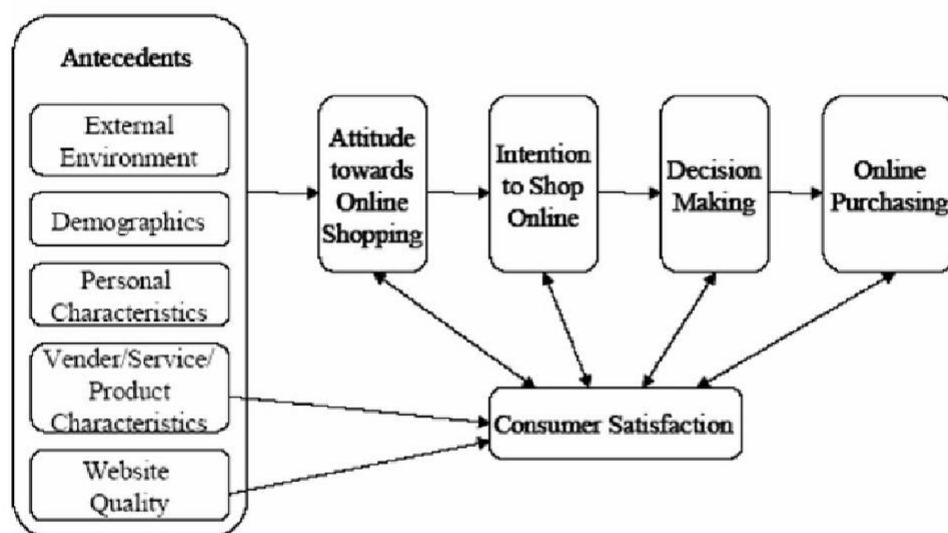 Antecedents
External
Environment
Demographics
Personal
Characteristics
Vender/Service/
Product
Characteristics
Website
Quality
Attitude
towards
Online
Shopping
Intention
to Shop
Online
Decision
Making
Online
Purchasing
Consumer Satisfaction